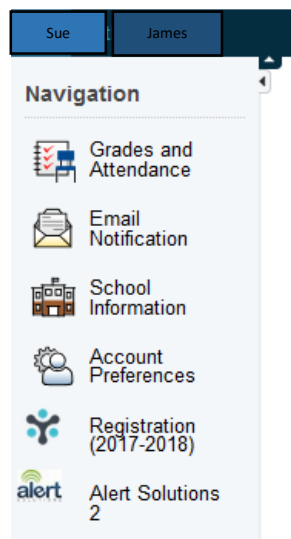 Sue James
Navigation
Grades and
Attendance
Email
Notification
School
Information
Account
Preferences
Registration
(2017-2018)
alert
Alert Solutions
2